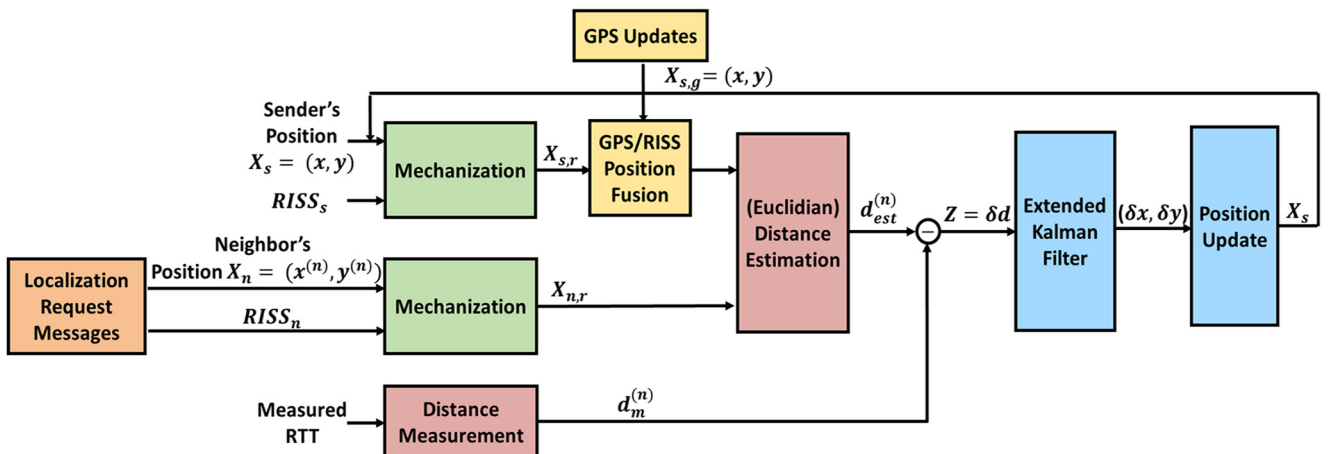 GPS Updates
X_{s,g} = (x, y)
Sender's
Position
X_s = (x, y)
RISS_s
Mechanization
X_{s,r}
GPS/RISS
Position
Fusion
(Euclidian)
Distance
Estimation
d_{est}^{(n)}
−
Z = δd
Extended
Kalman
Filter
(δx, δy)
Position
Update
X_s
Localization
Request
Messages
Neighbor's
Position X_n = (x^{(n)}, y^{(n)})
RISS_n
Mechanization
X_{n,r}
Measured
RTT
Distance
Measurement
d_m^{(n)}